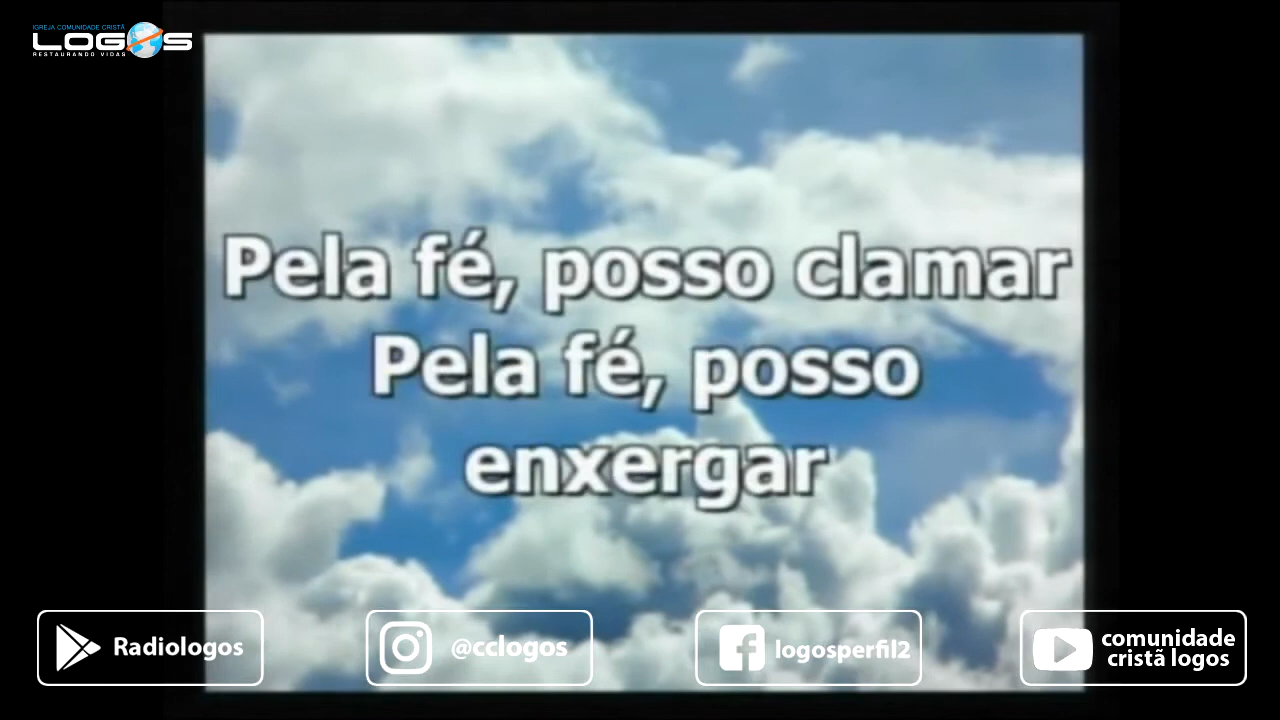 IGREJA COMUNIDADE CRISTÃ
LOGOS
RESTAURANDO VIDAS
Pela fé, posso clamar
Pela fé, posso
enxergar
Radiologos
@cclogos
logosperfil2
comunidade
cristã logos